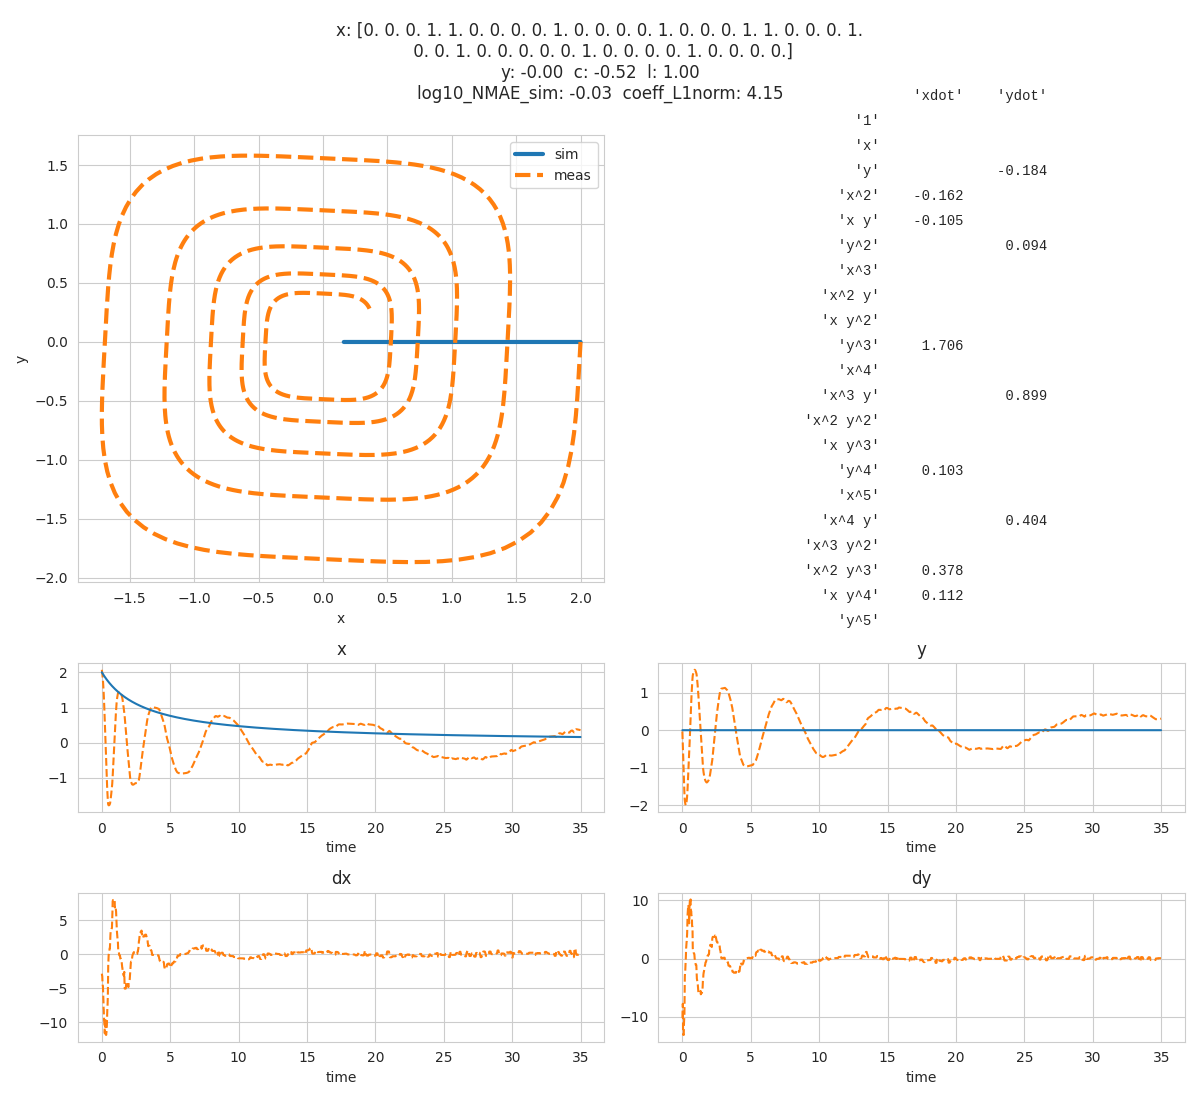 x: [0. 0. 0. 1. 1. 0. 0. 0. 0. 0. 1. 0. 0. 0. 0. 1. 0. 0. 0. 1. 1. 0. 0. 0. 1.
0. 0. 1. 0. 0. 0. 0. 0. 1. 0. 0. 0. 0. 1. 0. 0. 0. 0.]
y: -0.00  c: -0.52  l: 1.00
log10_NMAE_sim: -0.03  coeff_L1norm: 4.15
'xdot' 'ydot'
'1'
'x'
'y' -0.184
'x^2' -0.162
'x y' -0.105
'y^2' 0.094
'x^3'
'x^2 y'
'x y^2'
'y^3' 1.706
'x^4'
'x^3 y' 0.899
'x^2 y^2'
'x y^3'
'y^4' 0.103
'x^5'
'x^4 y' 0.404
'x^3 y^2'
'x^2 y^3' 0.378
'x y^4' 0.112
'y^5'
sim
meas
1.5
1.0
0.5
0.0
−0.5
−1.0
−1.5
−2.0
y
−1.5 −1.0 −0.5 0.0 0.5 1.0 1.5 2.0
x
x
2
1
0
−1
0 5 10 15 20 25 30 35
time
y
1
0
−1
−2
0 5 10 15 20 25 30 35
time
dx
5
0
−5
−10
0 5 10 15 20 25 30 35
time
dy
10
0
−10
0 5 10 15 20 25 30 35
time